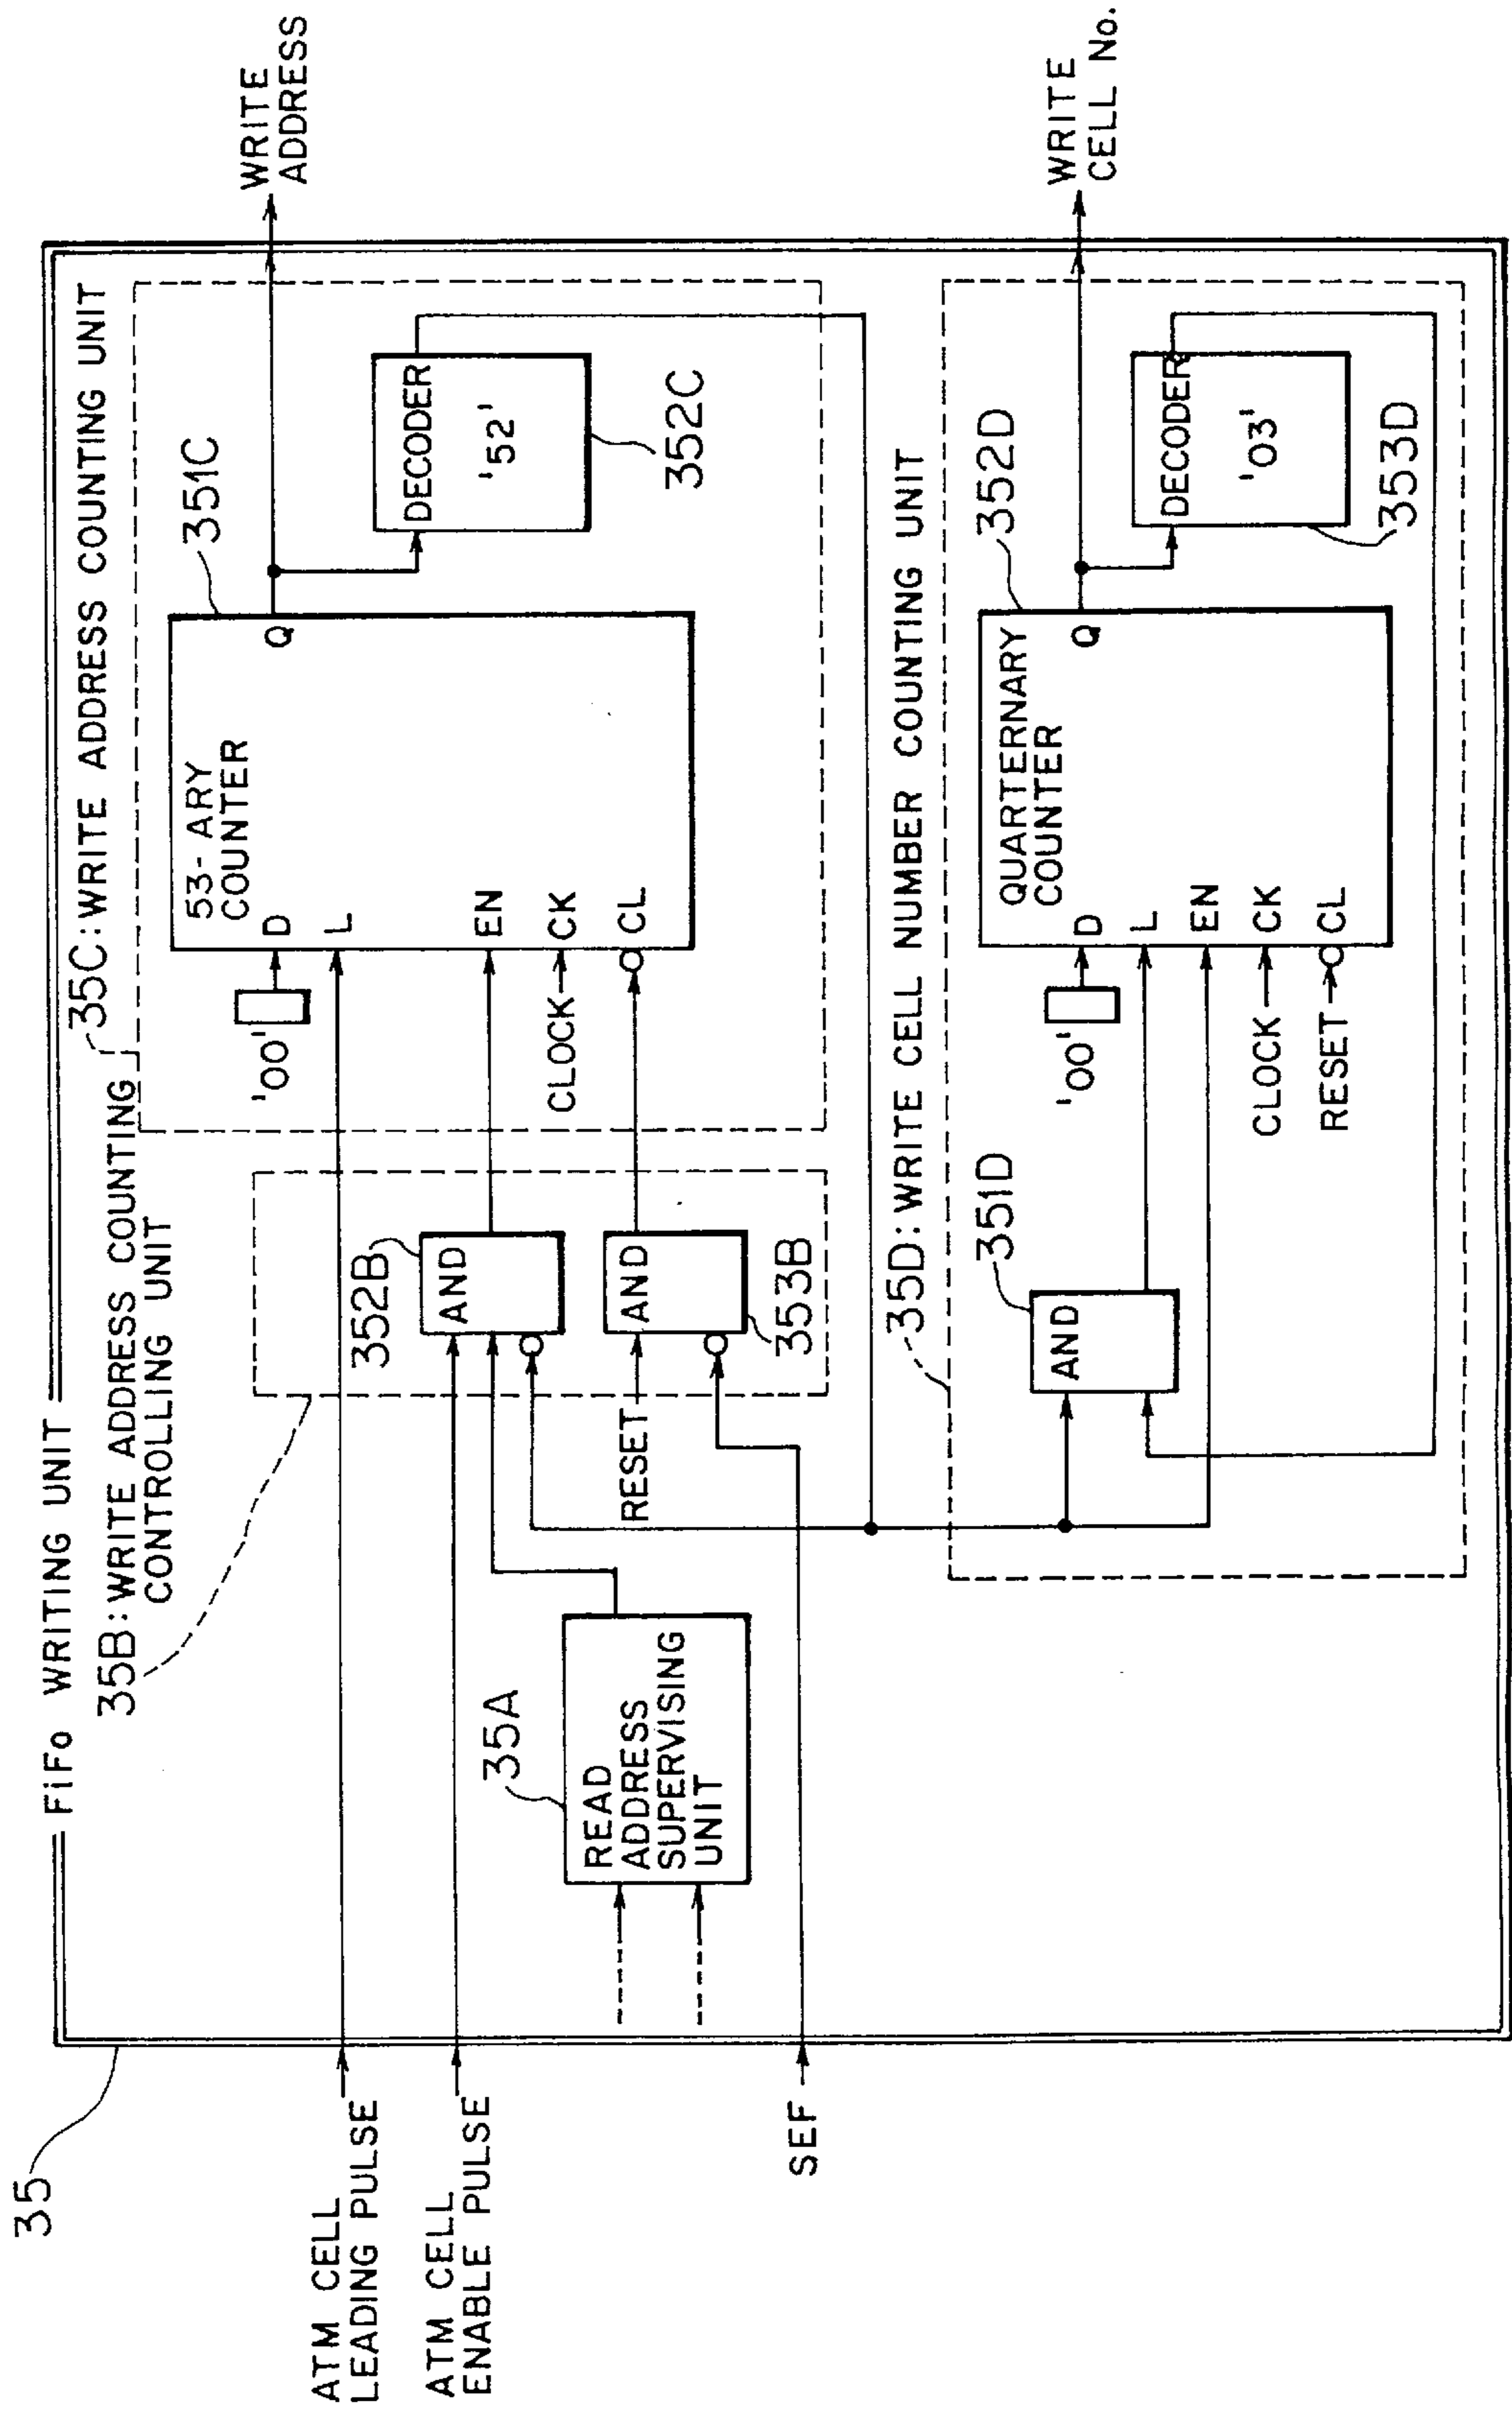 35
FiFo WRITING UNIT
35B: WRITE ADDRESS COUNTING
CONTROLLING UNIT
35C: WRITE ADDRESS COUNTING UNIT
ATM CELL
LEADING PULSE
ATM CELL
ENABLE PULSE
SEF
35A
READ
ADDRESS
SUPERVISING
UNIT
352B
AND
RESET
AND
353B
'00'
CLOCK
53-ARY
COUNTER
D
L
EN
CK
CL
Q
351C
DECODER
'52'
352C
WRITE
ADDRESS
35D: WRITE CELL NUMBER COUNTING UNIT
351D
AND
'00'
CLOCK
RESET
QUARTERNARY
COUNTER
D
L
EN
CK
CL
Q
352D
DECODER
'03'
353D
WRITE
CELL No.